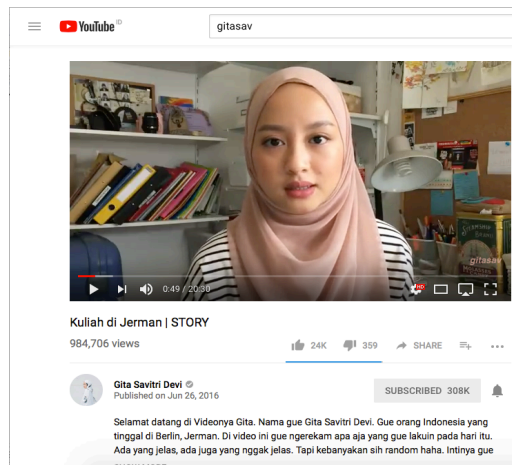 YouTube ID
gitasav
gitasav
0:49 / 20:30
HD
Kuliah di Jerman | STORY
984,706 views
24K
359
SHARE
Gita Savitri Devi
Published on Jun 26, 2016
SUBSCRIBED 308K
Selamat datang di Videonya Gita. Nama gue Gita Savitri Devi. Gue orang Indonesia yang
tinggal di Berlin, Jerman. Di video ini gue ngerekam apa aja yang gue lakuin pada hari itu.
Ada yang jelas, ada juga yang nggak jelas. Tapi kebanyakan sih random haha. Intinya gue